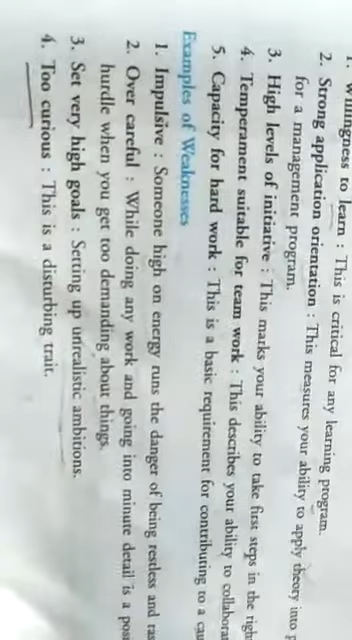 1. Willingness to learn : This is critical for any learning program.
2. Strong application orientation : This measures your ability to apply theory into
for a management program.
3. High levels of initiative : This marks your ability to take first steps in the
4. Temperament suitable for team work : This describes your ability to
5. Capacity for hard work : This is a basic requirement for contributing to a
Examples of Weaknesses
1. Impulsive : Someone high on energy runs the danger of being restless and
2. Over careful : While doing any work and going into minute detail is a
hurdle when you get too demanding about things.
3. Set very high goals : Setting up unrealistic ambitions.
4. Too curious : This is a disturbing trait.